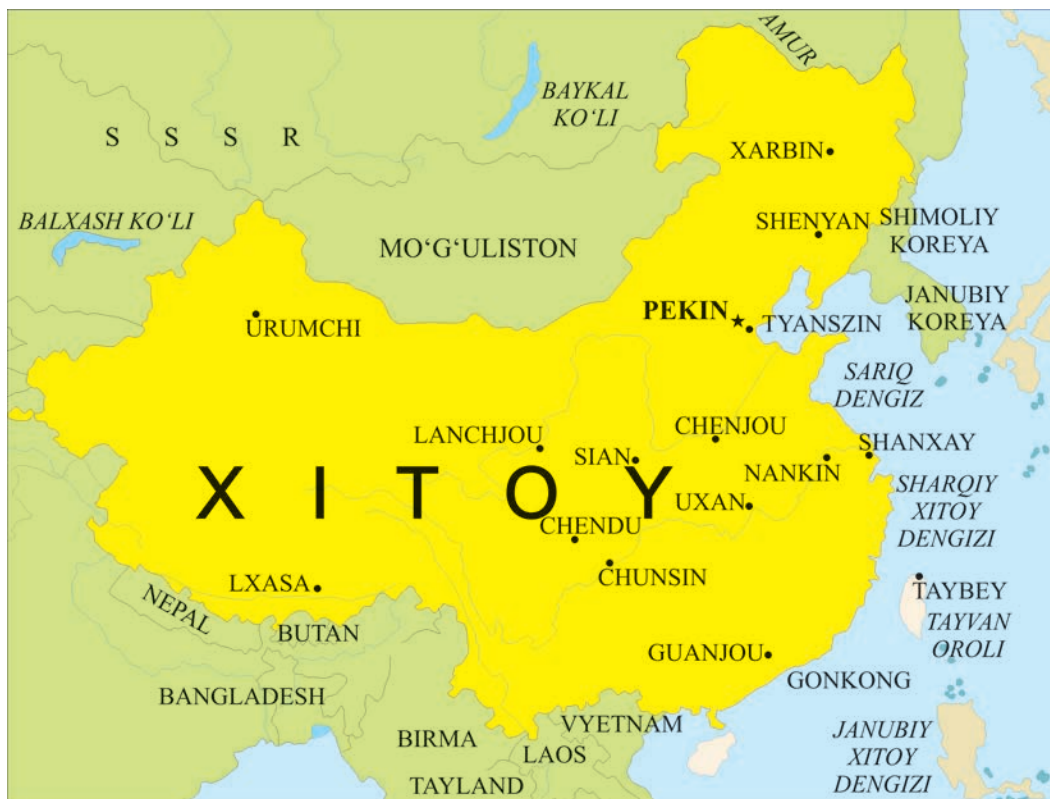 AMUR
BAYKAL
KO‘LI
S S S R
XARBIN
BALXASH KO‘LI
SHENYAN
SHIMOLIY
KOREYA
MO‘G‘ULISTON
JANUBIY
KOREYA
PEKIN
TYANSZIN
URUMCHI
SARIQ
DENGIZ
LANCHJOU
CHENJOU
SIAN
SHANXAY
NANKIN
X I T O Y
UXAN
SHARQIY
XITOY
DENGIZI
CHENDU
CHUNSIN
LXASA
NEPAL
BUTAN
TAYBEY
TAYVAN
OROLI
GUANJOU
GONKONG
BANGLADESH
VYETNAM
BIRMA
LAOS
TAYLAND
JANUBIY
XITOY
DENGIZI